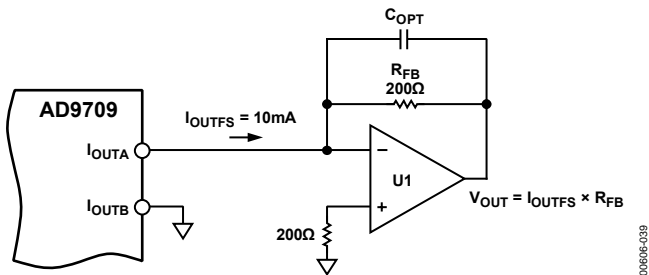 C_OPT
R_FB
200Ω
AD9709
I_OUTFS = 10mA
I_OUTA
−
U1
I_OUTB
+
V_OUT = I_OUTFS × R_FB
200Ω
00606-039